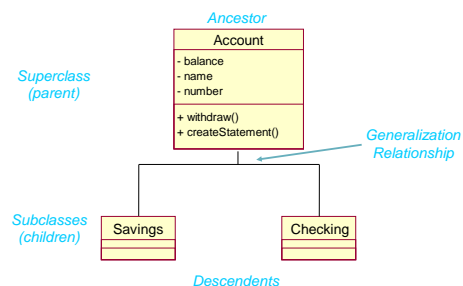 Ancestor
Account
- balance
- name
- number
+ withdraw()
+ createStatement()
Superclass
(parent)
Generalization
Relationship
Subclasses
(children)
Savings
Checking
Descendents